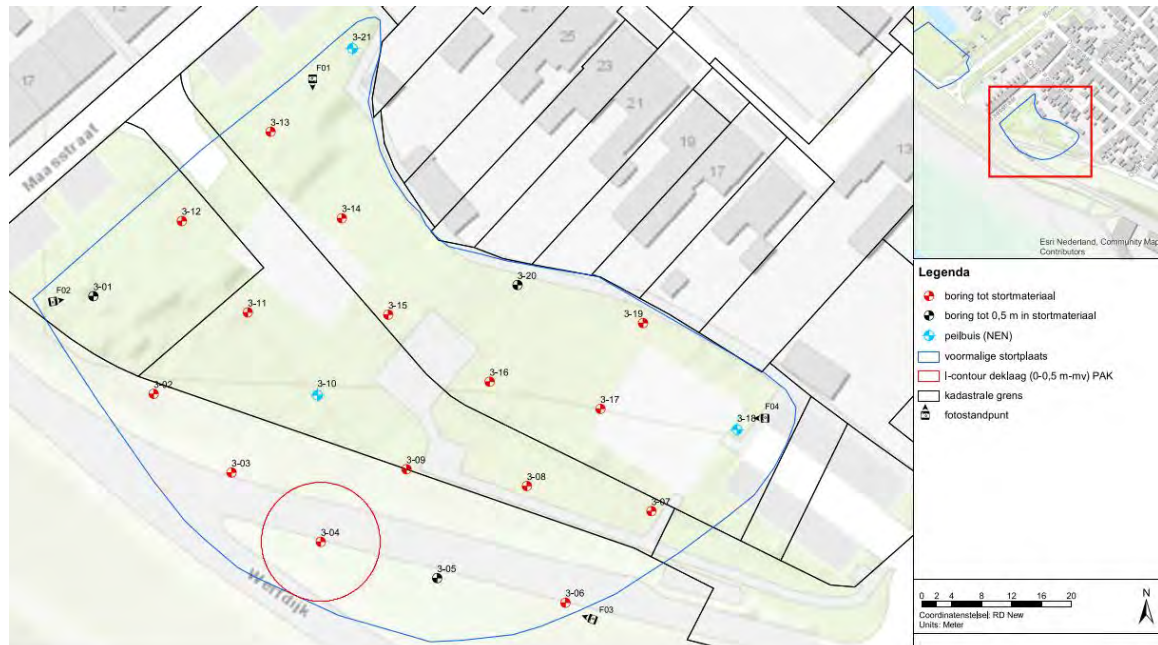 3-21
F01
25
23
21
19
17
13
17
Maasstraat
3-13
3-12
3-14
3-20
3-01
F02
3-11
3-15
3-19
3-16
3-02
3-10
3-17
3-18
F04
3-03
3-09
3-08
3-07
3-04
3-05
3-06
F03
Werfdijk
Esri Nederland, Community Map
Contributors
Legenda
boring tot stortmateriaal
boring tot 0,5 m in stortmateriaal
peilbuis (NEN)
voormalige stortplaats
I-contour deklaag (0-0,5 m-mv) PAK
kadastrale grens
fotostandpunt
0 2 4 8 12 16 20
Coordinatenstelsel: RD New
Units: Meter
N